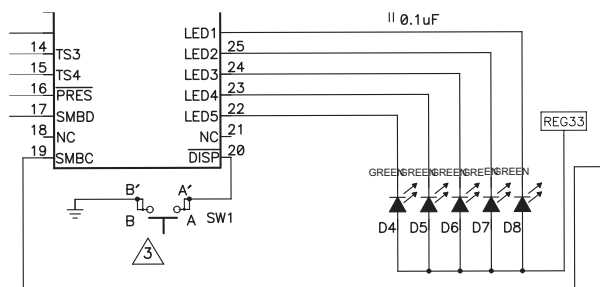 0.1uF
LED1
14 TS3 LED2 25
15 TS4 LED3 24
16 PRES LED4 23
17 SMBD LED5 22
18 NC NC 21
19 SMBC DISP 20
REG33
GREEN GREEN GREEN GREEN GREEN
B' A'
B A SW1
3
D4 D5 D6 D7 D8